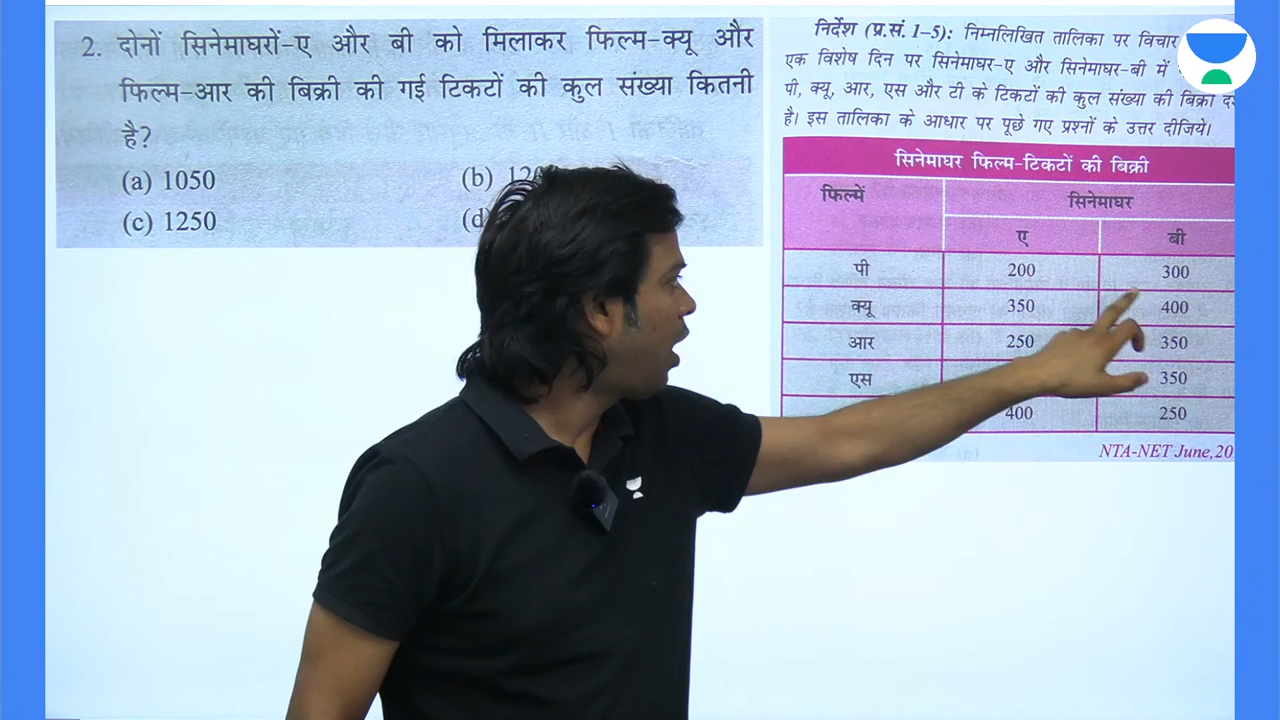 2. दोनों सिनेमाघरों-ए और बी को मिलाकर फिल्म-क्यू और
फिल्म-आर की बिक्री की गई टिकटों की कुल संख्या कितनी
है?
(a) 1050 (b)
(c) 1250 (d)
निर्देश (प्र.सं. 1–5): निम्नलिखित तालिका पर विचार
एक विशेष दिन पर सिनेमाघर-ए और सिनेमाघर-बी में
पी, क्यू, आर, एस और टी के टिकटों की कुल संख्या की बिक्री
है। इस तालिका के आधार पर पूछे गए प्रश्नों के उत्तर दीजिये।
सिनेमाघर फिल्म-टिकटों की बिक्री
फिल्में सिनेमाघर
ए बी
पी 200 300
क्यू 350 400
आर 250 350
एस 350
400 250
NTA-NET June,